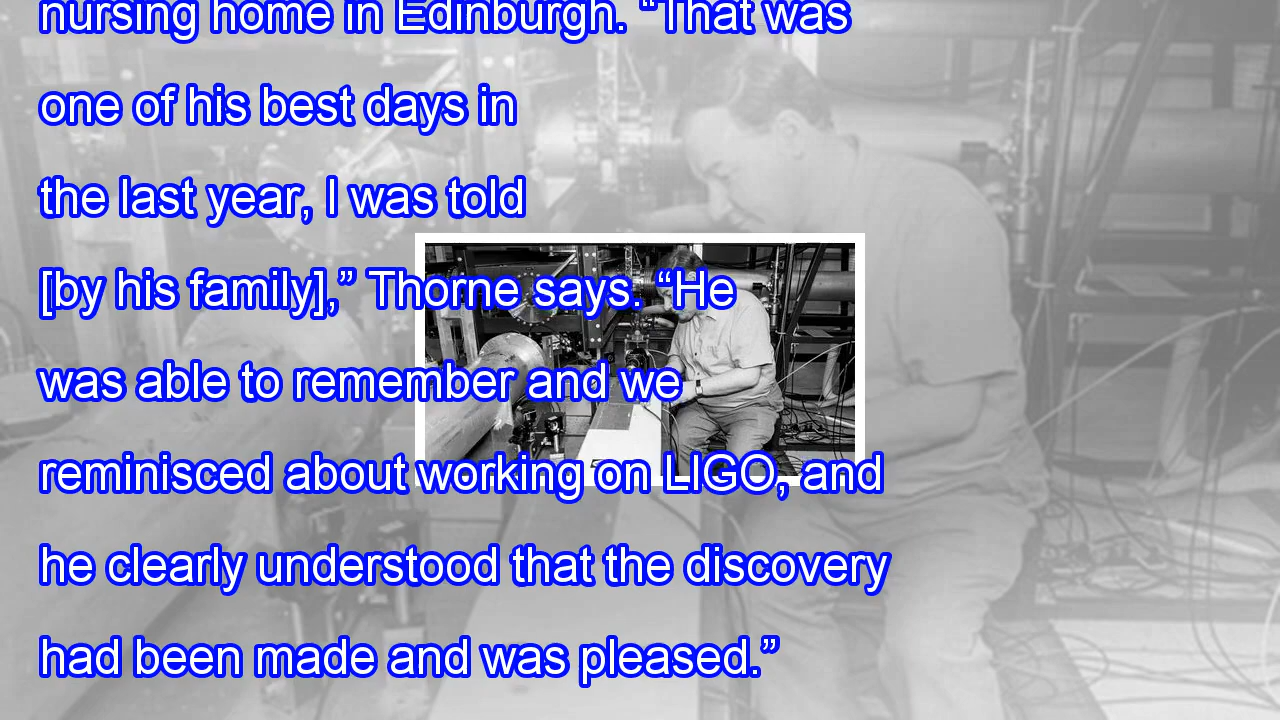 nursing home in Edinburgh. “That was
one of his best days in
the last year, I was told
[by his family],” Thorne says. “He
was able to remember and we
reminisced about working on LIGO, and
he clearly understood that the discovery
had been made and was pleased.”